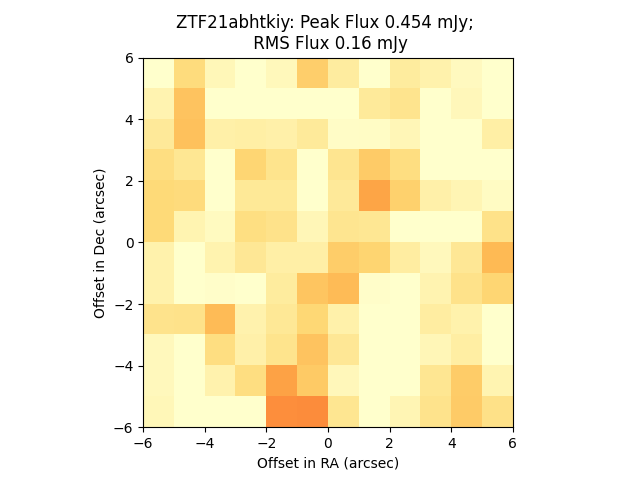 ZTF21abhtkiy: Peak Flux 0.454 mJy;
RMS Flux 0.16 mJy
6
4
2
0
−2
−4
−6
Offset in Dec (arcsec)
−6 −4 −2 0 2 4 6
Offset in RA (arcsec)